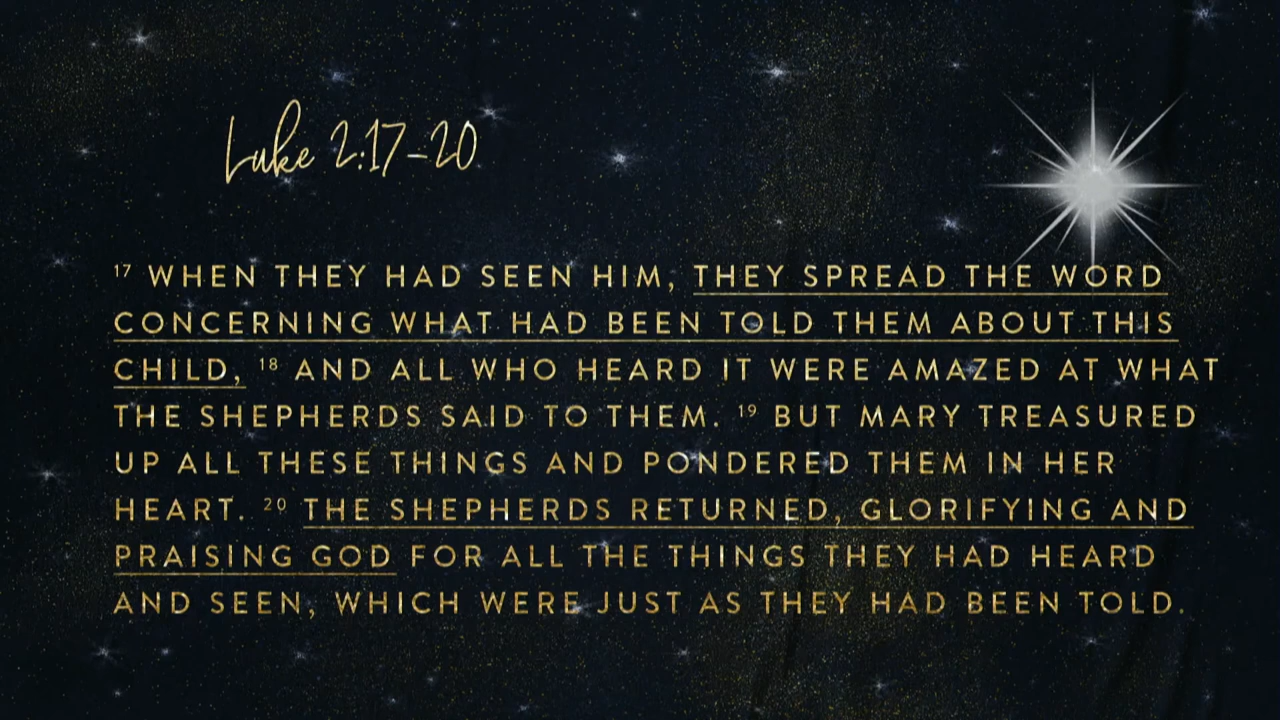 Luke 2:17-20
17 WHEN THEY HAD SEEN HIM, THEY SPREAD THE WORD
CONCERNING WHAT HAD BEEN TOLD THEM ABOUT THIS
CHILD, 18 AND ALL WHO HEARD IT WERE AMAZED AT WHAT
THE SHEPHERDS SAID TO THEM. 19 BUT MARY TREASURED
UP ALL THESE THINGS AND PONDERED THEM IN HER
HEART. 20 THE SHEPHERDS RETURNED, GLORIFYING AND
PRAISING GOD FOR ALL THE THINGS THEY HAD HEARD
AND SEEN, WHICH WERE JUST AS THEY HAD BEEN TOLD.